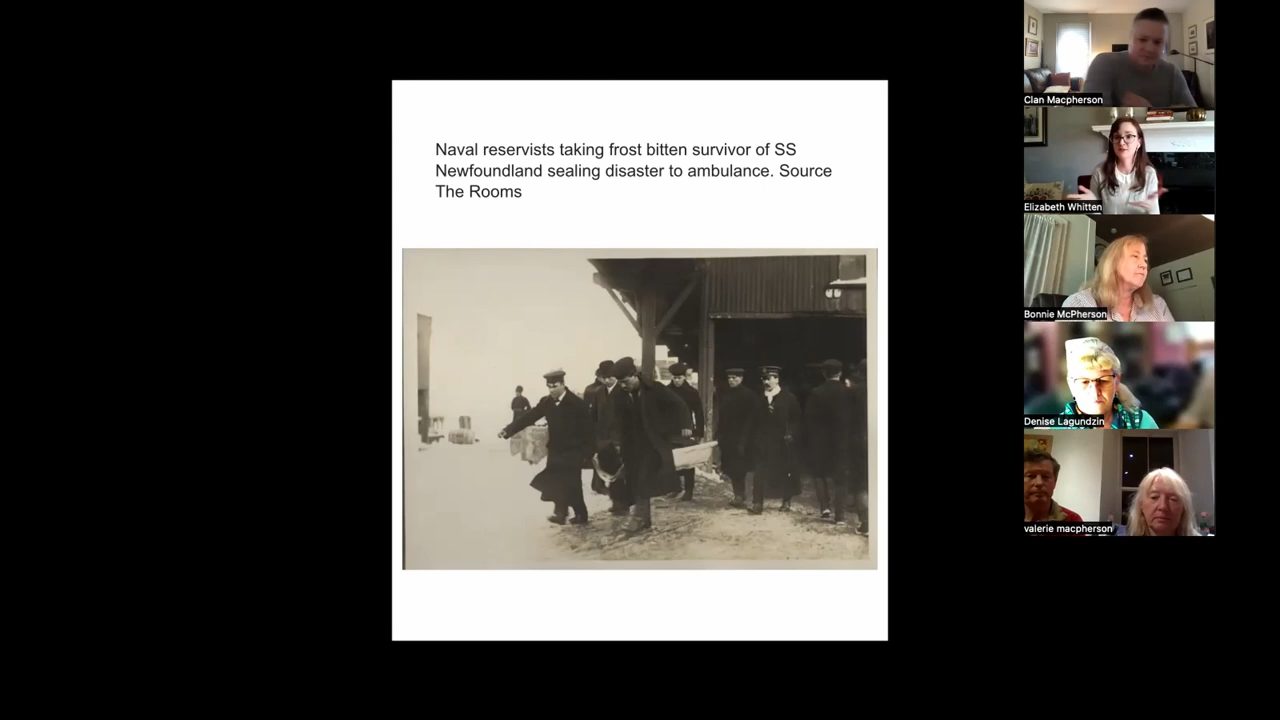 Naval reservists taking frost bitten survivor of SS
Newfoundland sealing disaster to ambulance. Source
The Rooms
Clan Macpherson
Elizabeth Whitten
Bonnie McPherson
Denise Lagundzin
valerie macpherson